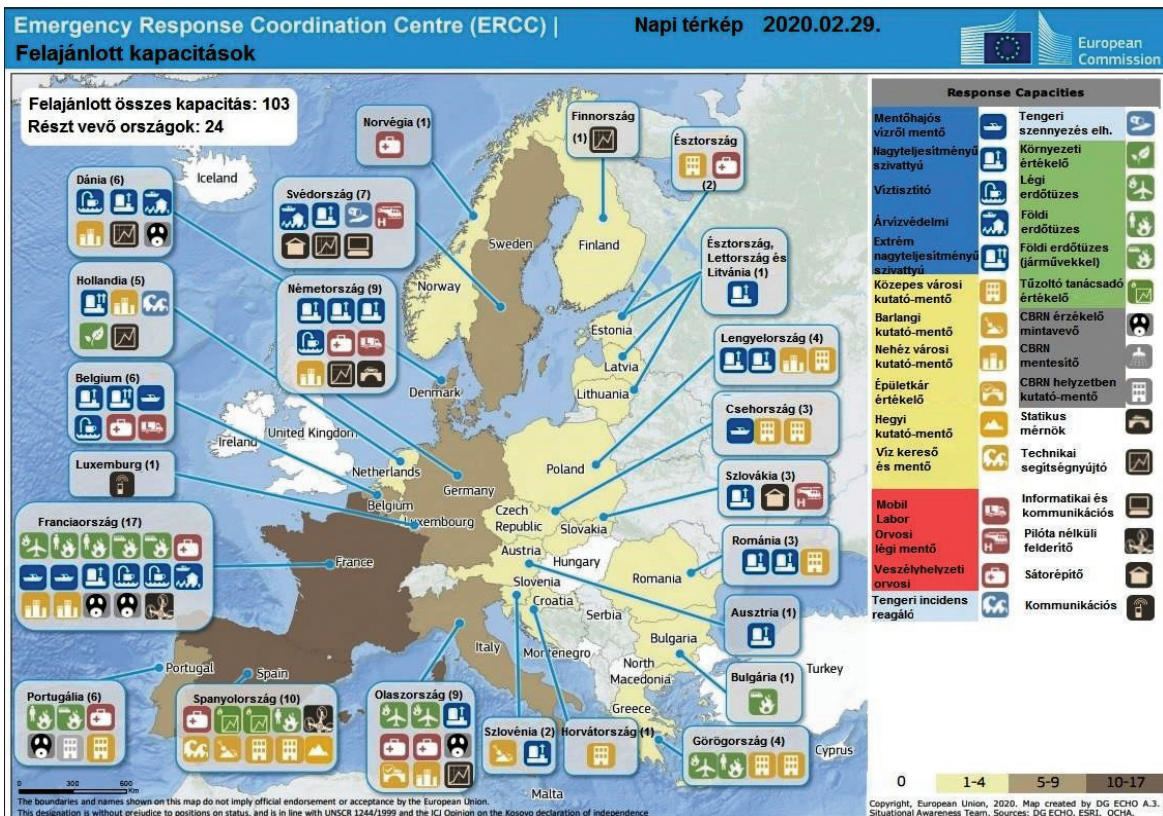 Emergency Response Coordination Centre (ERCC) |
Napi térkép 2020.02.29.
Felajánlott kapacitások
European
Commission
Felajánlott összes kapacitás: 103
Részt vevő országok: 24
Iceland
Norvégia (1)
Finnország
(1)
Észtország
(2)
Dánia (6)
Svédország (7)
Sweden
Finland
Norway
Észtország,
Lettország és
Litvánia (1)
Hollandia (5)
Németország (9)
Estonia
Latvia
Lithuania
Lengyelország (4)
Denmark
Belgium (6)
Ireland
United Kingdom
Csehország (3)
Netherlands
Poland
Luxemburg (1)
Germany
Belgium
Luxembourg
Szlovákia (3)
Czech
Republic
Slovakia
Franciaország (17)
France
Austria
Hungary
Románia (3)
Slovenia
Romania
Croatia
Serbia
Ausztria (1)
Italy
Montenegro
Bulgaria
Portugal
Spain
North
Macedonia
Turkey
Portugália (6)
Spanyolország (10)
Olaszország (9)
Greece
Bulgária (1)
Szlovénia (2)
Horvátország (1)
Görögország (4)
Cyprus
Malta
0 300 600
Km
The boundaries and names shown on this map do not imply official endorsement or acceptance by the European Union.
This designation is without prejudice to positions on status, and is in line with UNSCR 1244/1999 and the ICJ Opinion on the Kosovo declaration of independence
Response Capacities
Mentőhajós
vízről mentő
Nagyteljesítményű
szivattyú
Víztisztító
Árvízvédelmi
Extrém
nagyteljesítményű
szivattyú
Közepes városi
kutató-mentő
Barlangi
kutató-mentő
Nehéz városi
kutató-mentő
Épületkár
értékelő
Hegyi
kutató-mentő
Víz kereső
és mentő
Mobil
Labor
Orvosi
légi mentő
H
Veszélyhelyzeti
orvosi
Tengeri incidens
reagáló
Tengeri
szennyezés elh.
Környezeti
értékelő
Légi
erdőtüzes
Földi
erdőtüzes
Földi erdőtüzes
(járművekkel)
Tűzoltó tanácsadó
értékelő
CBRN érzékelő
mintavevő
CBRN
mentesítő
CBRN helyzetben
kutató-mentő
Statikus
mérnök
Technikai
segítségnyújtó
Informatikai és
kommunikációs
Pilóta nélküli
felderítő
Sátorépítő
Kommunikációs
0 1-4 5-9 10-17
Copyright, European Union, 2020. Map created by DG ECHO A.3.
Situational Awareness Team. Sources: DG ECHO, ESRI, OCHA.